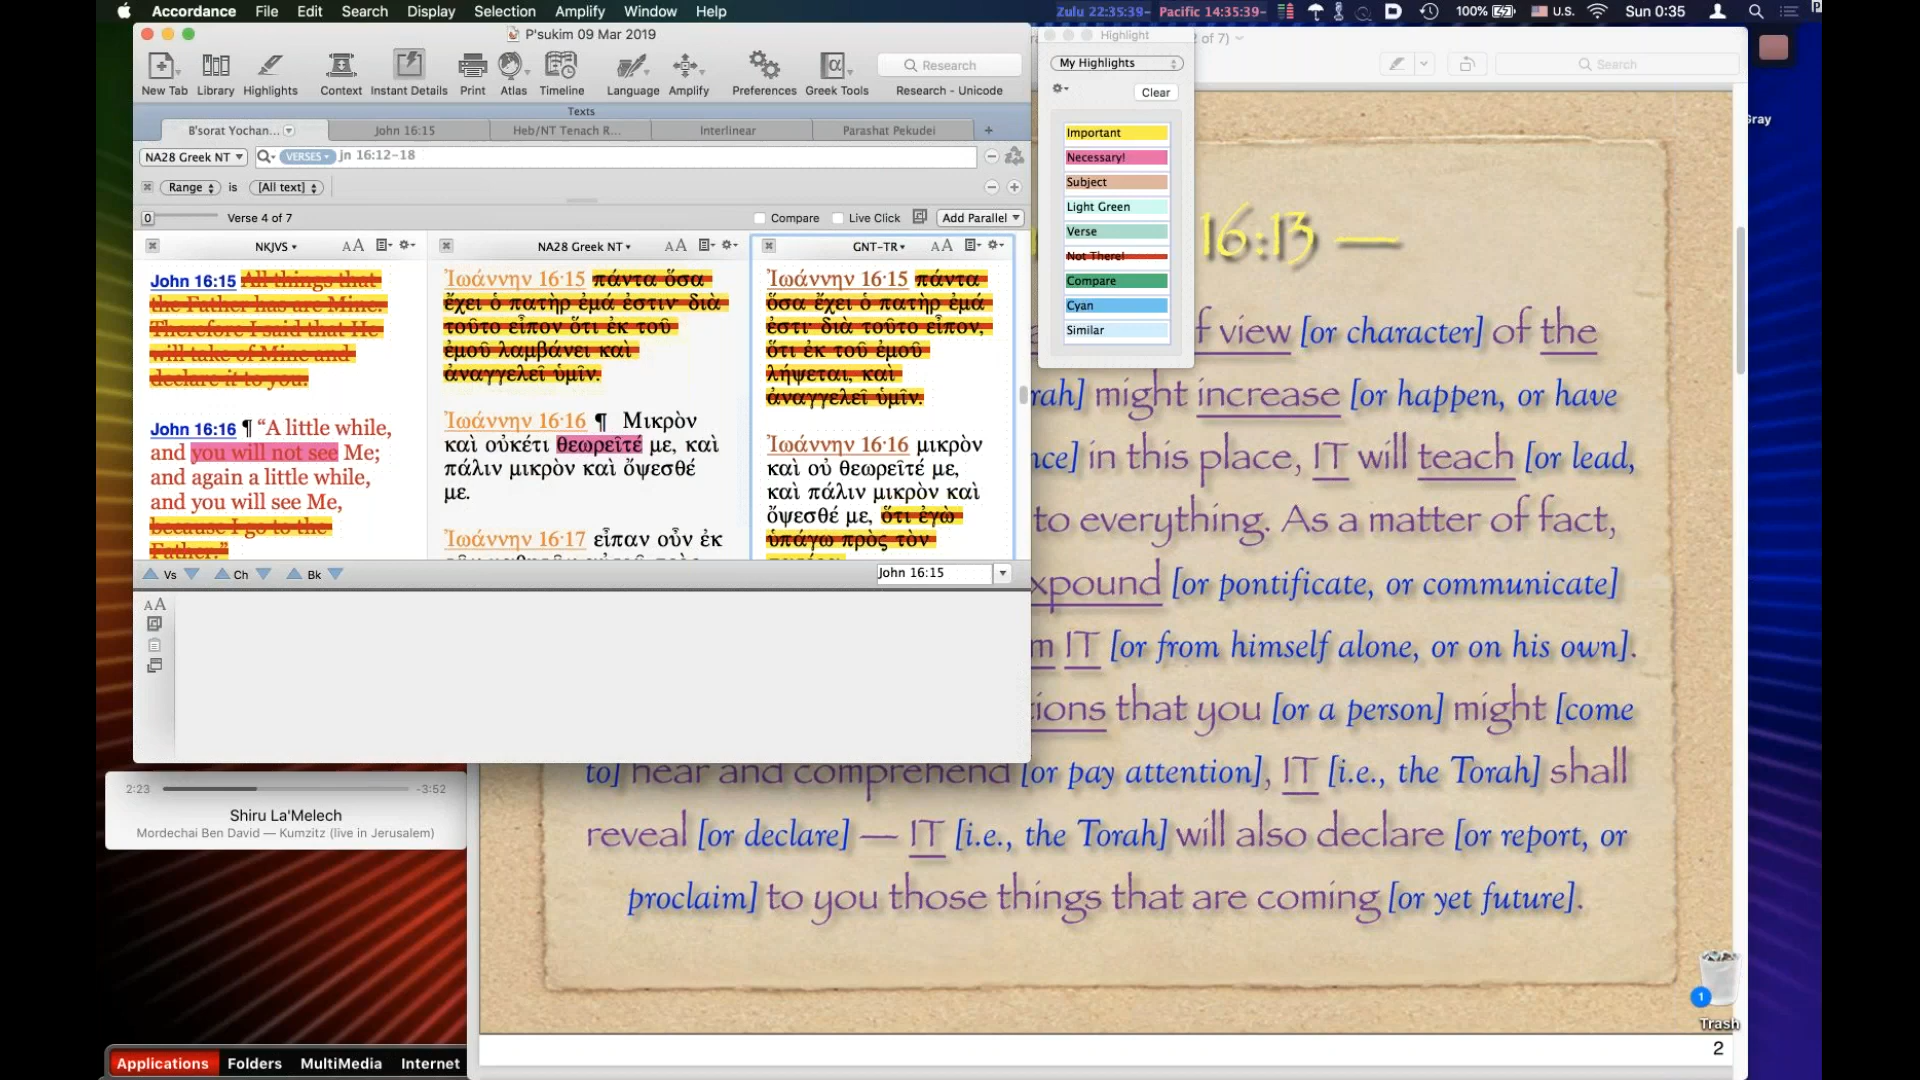 Accordance File Edit Search Display Selection Amplify Window Help
Zulu 22:35:39- Pacific 14:35:39-
100% U.S. Sun 0:35
P'sukim 09 Mar 2019
New Tab Library Highlights Context Instant Details Print Atlas Timeline Language Amplify Preferences Greek Tools
Research
Research - Unicode
Texts
B'sorat Yochan... John 16:15 Heb/NT Tenach R... Interlinear Parashat Pekudei +
NA28 Greek NT VERSES jn 16:12-18
Range is [All text]
0 Verse 4 of 7 Compare Live Click Add Parallel
NKJVS
John 16:15 All things that
the Father has are Mine.
Therefore I said that He
will take of Mine and
declare it to you.
John 16:16 ¶ “A little while,
and you will not see Me;
and again a little while,
and you will see Me,
because I go to the
Father.”
NA28 Greek NT
Ἰωάννην 16·15 πάντα ὅσα
ἔχει ὁ πατὴρ ἐμά ἐστιν· διὰ
τοῦτο εἶπον ὅτι ἐκ τοῦ
ἐμοῦ λαμβάνει καὶ
ἀναγγελεῖ ὑμῖν.
Ἰωάννην 16·16 ¶ Μικρὸν
καὶ οὐκέτι θεωρεῖτέ με, καὶ
πάλιν μικρὸν καὶ ὄψεσθέ
με.
Ἰωάννην 16·17 εἶπαν οὖν ἐκ
GNT-TR
Ἰωάννην 16·15 πάντα
ὅσα ἔχει ὁ πατὴρ ἐμά
ἐστι· διὰ τοῦτο εἶπον,
ὅτι ἐκ τοῦ ἐμοῦ
λήψεται, καὶ
ἀναγγελεῖ ὑμῖν.
Ἰωάννην 16·16 μικρὸν
καὶ οὐ θεωρεῖτέ με,
καὶ πάλιν μικρὸν καὶ
ὄψεσθέ με, ὅτι ἐγὼ
ὑπάγω πρὸς τὸν
Vs Ch Bk John 16:15
AA
Highlight
My Highlights
Clear
Important
Necessary!
Subject
Light Green
Verse
Not There!
Compare
Cyan
Similar
of 7)
Search
Gray
16:13 —
f view [or character] of the
rah] might increase [or happen, or have
nce] in this place, IT will teach [or lead,
to everything. As a matter of fact,
xpound [or pontificate, or communicate]
m IT [or from himself alone, or on his own].
tions that you [or a person] might [come
to] hear and comprehend [or pay attention], IT [i.e., the Torah] shall
reveal [or declare] — IT [i.e., the Torah] will also declare [or report, or
proclaim] to you those things that are coming [or yet future].
2:23 -3:52
Shiru La'Melech
Mordechai Ben David — Kumzitz (live in Jerusalem)
Applications Folders MultiMedia Internet
1
Trash
2